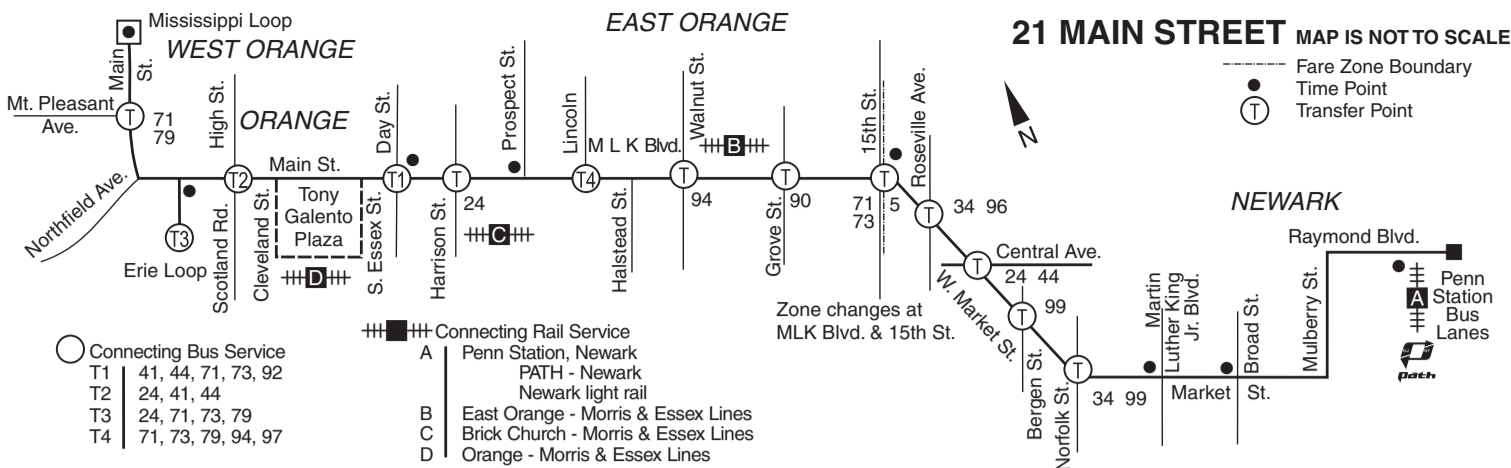 21 MAIN STREET MAP IS NOT TO SCALE
Fare Zone Boundary
Time Point
T Transfer Point
N
Mississippi Loop
WEST ORANGE
EAST ORANGE
ORANGE
NEWARK
Main
St.
Mt. Pleasant
Ave.
T
71
79
Northfield Ave.
T3
Erie Loop
High St.
T2
Scotland Rd.
Main St.
Cleveland St.
Tony
Galento
Plaza
D
Day St.
T1
S. Essex St.
T
Harrison St.
24
C
Prospect St.
Lincoln
T4
M L K Blvd.
Halstead St.
Walnut St.
T
94
B
T
Grove St.
90
15th St.
T
71
73
5
Zone changes at
MLK Blvd. & 15th St.
Roseville Ave.
T
34 96
Central Ave.
T
24 44
W. Market St.
T
99
Bergen St.
T
Norfolk St.
34 99
Martin
Luther King
Jr. Blvd.
Market St.
Broad St.
Mulberry St.
Raymond Blvd.
A
Penn
Station
Bus
Lanes
path
Connecting Bus Service
T1 41, 44, 71, 73, 92
T2 24, 41, 44
T3 24, 71, 73, 79
T4 71, 73, 79, 94, 97
Connecting Rail Service
A Penn Station, Newark
PATH - Newark
Newark light rail
B East Orange - Morris & Essex Lines
C Brick Church - Morris & Essex Lines
D Orange - Morris & Essex Lines